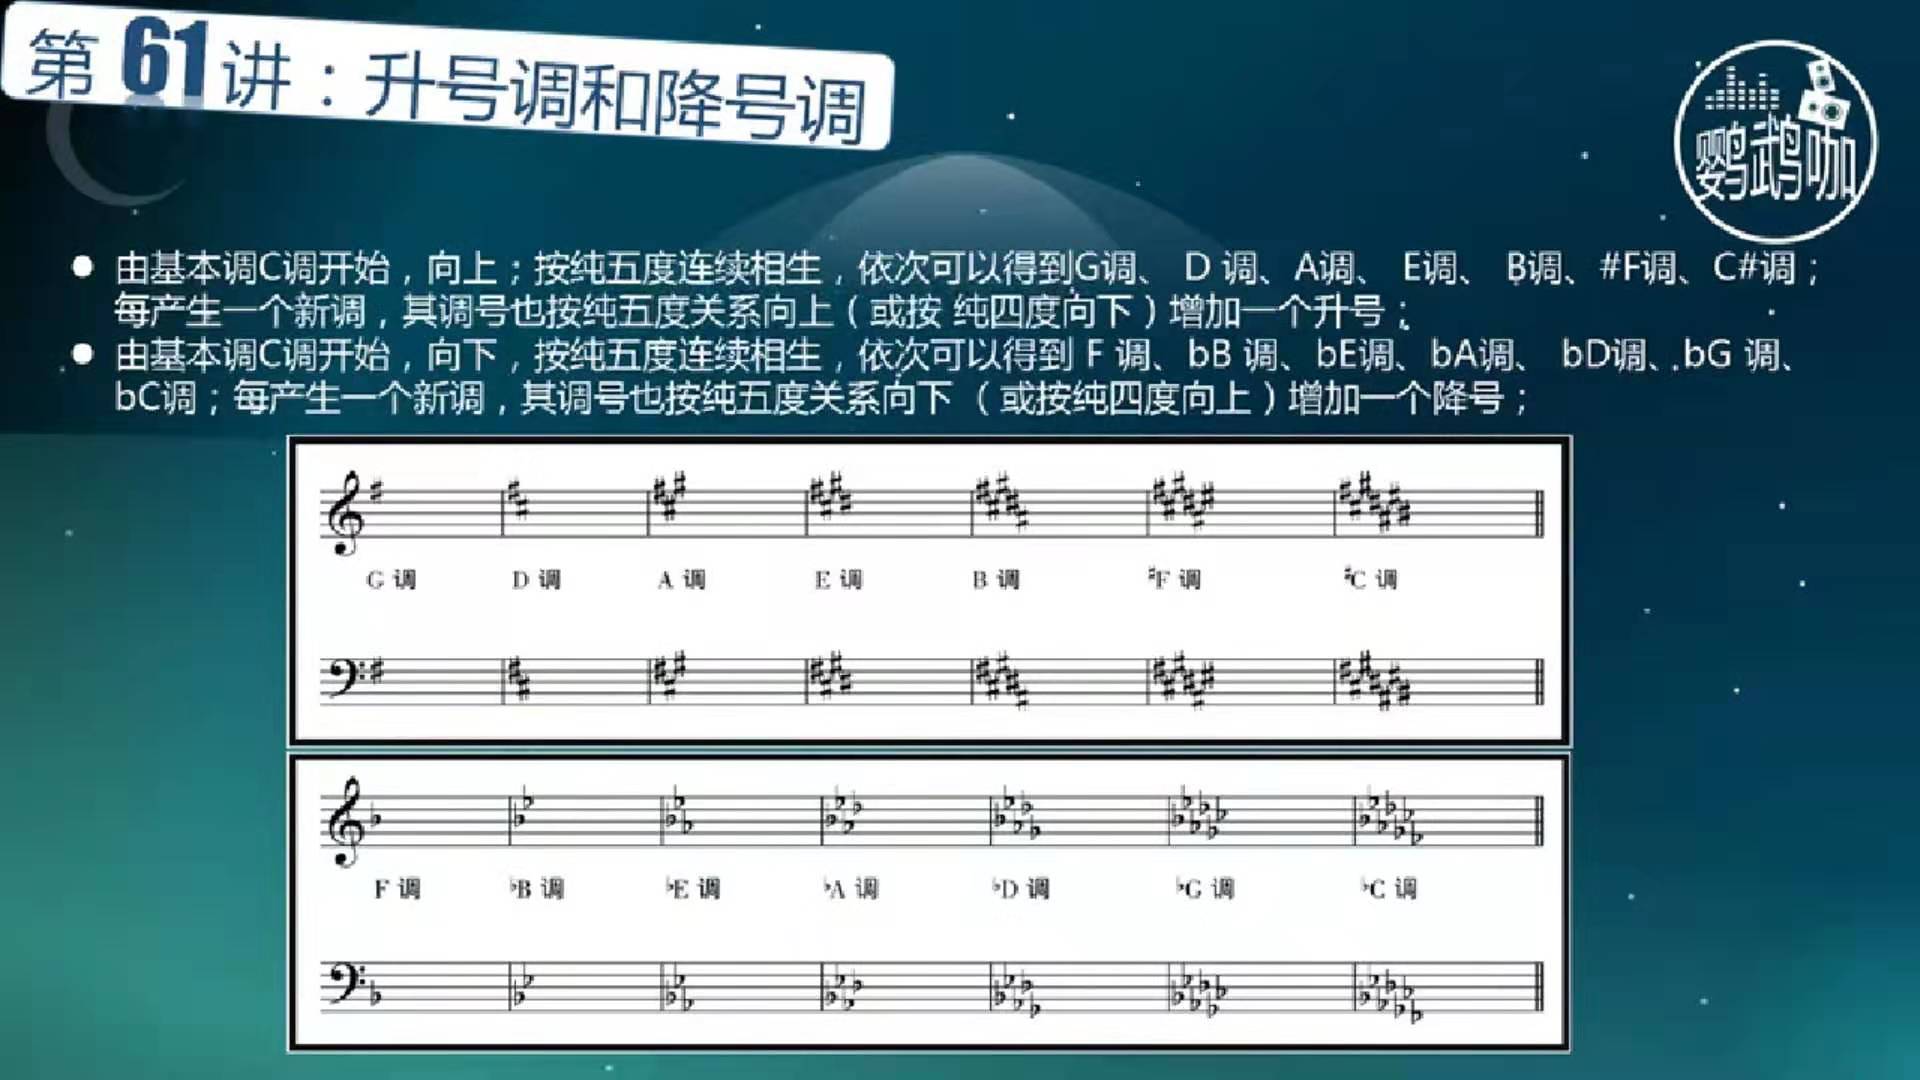 第61讲：升号调和降号调
鹦鹉咖
● 由基本调C调开始，向上；按纯五度连续相生，依次可以得到G调、 D 调、A调、 E调、 B调、#F调、C#调；
每产生一个新调，其调号也按纯五度关系向上（或按 纯四度向下）增加一个升号；
● 由基本调C调开始，向下，按纯五度连续相生，依次可以得到 F 调、bB 调、bE调、bA调、 bD调、bG 调、
bC调；每产生一个新调，其调号也按纯五度关系向下 （或按纯四度向上）增加一个降号；
G 调 D 调 A 调 E 调 B 调 ♯F 调 ♯C 调
F 调 ♭B 调 ♭E 调 ♭A 调 ♭D 调 ♭G 调 ♭C 调